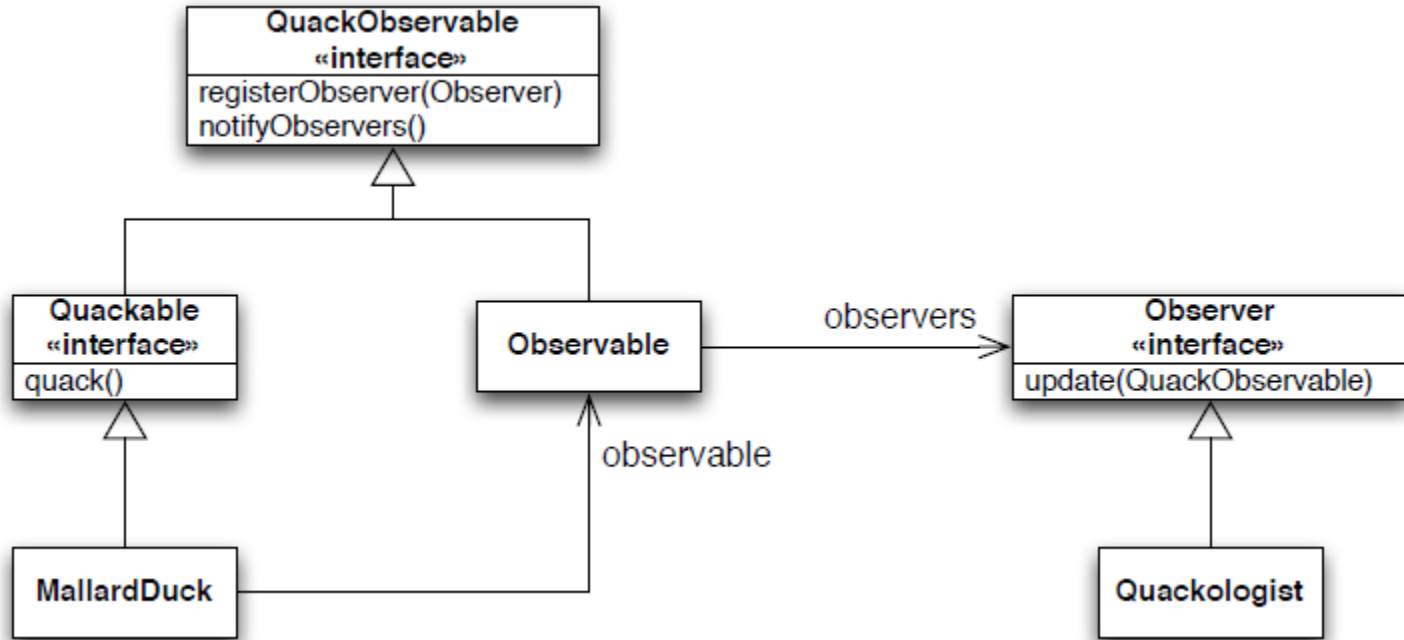 QuackObservable
«interface»
registerObserver(Observer)
notifyObservers()
Quackable
«interface»
quack()
Observable
observers
Observer
«interface»
update(QuackObservable)
observable
MallardDuck
Quackologist